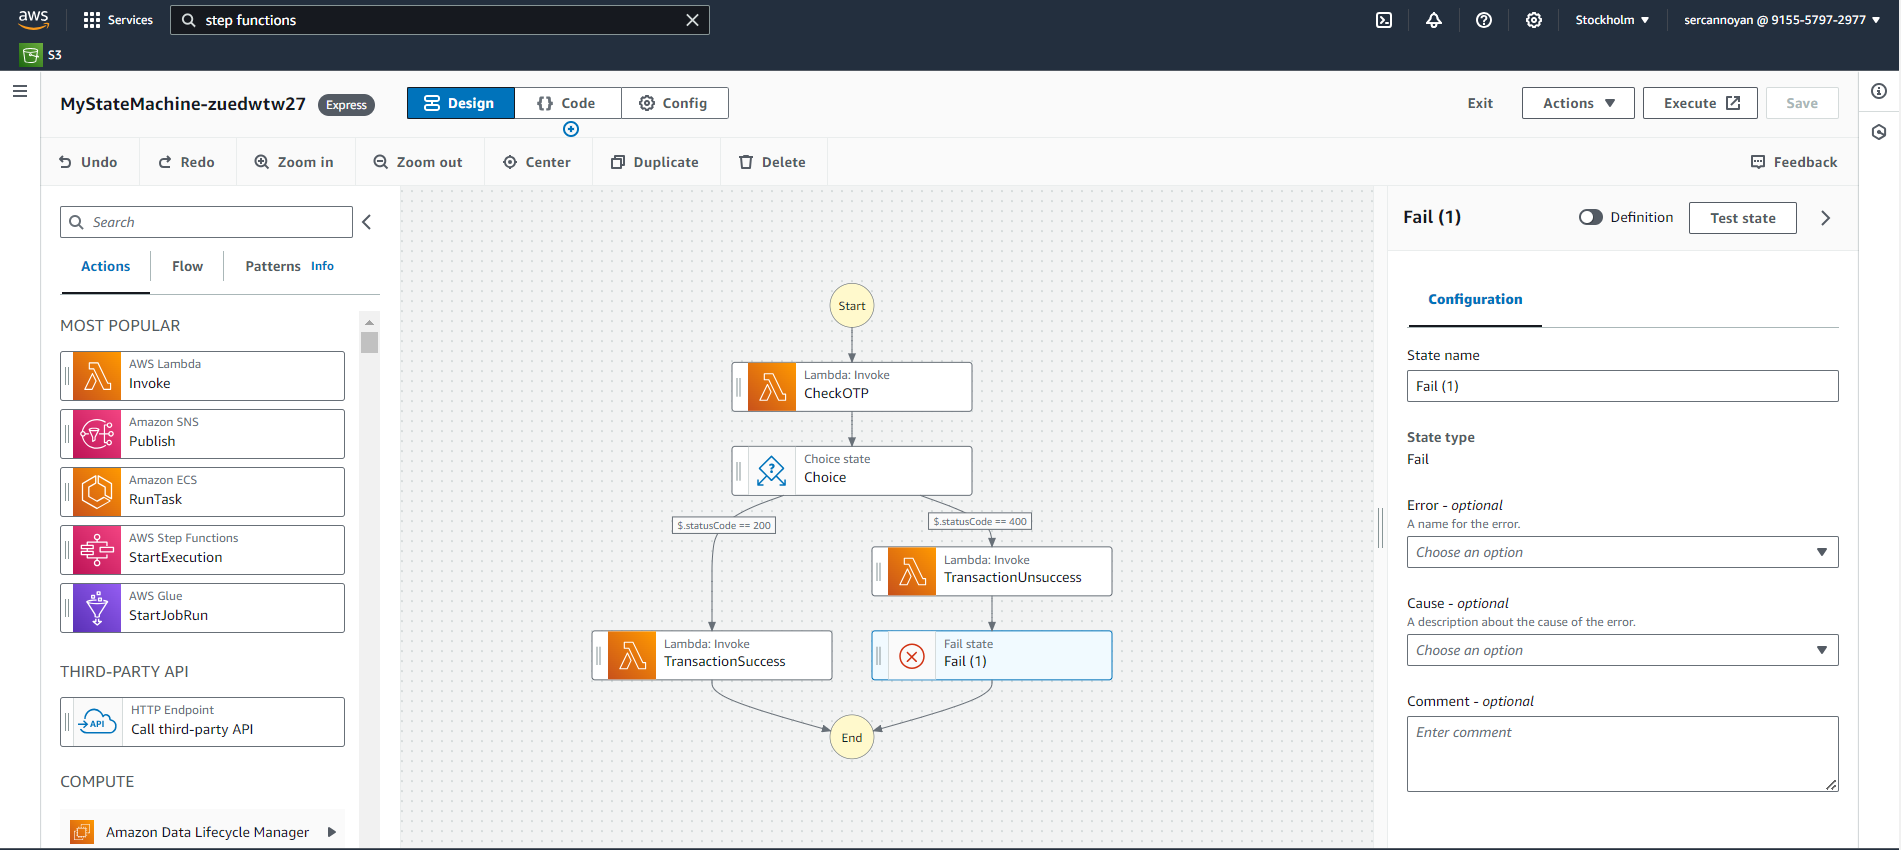 aws
Services
step functions
Stockholm ▼
sercannoyan @ 9155-5797-2977 ▼
S3
MyStateMachine-zuedwtw27
Express
Design
{} Code
Config
Exit
Actions ▼
Execute
Save
Undo
Redo
Zoom in
Zoom out
Center
Duplicate
Delete
Feedback
Search
Actions
Flow
Patterns Info
MOST POPULAR
AWS Lambda
Invoke
Amazon SNS
Publish
Amazon ECS
RunTask
AWS Step Functions
StartExecution
AWS Glue
StartJobRun
THIRD-PARTY API
API
HTTP Endpoint
Call third-party API
COMPUTE
Amazon Data Lifecycle Manager
Start
Lambda: Invoke
CheckOTP
Choice state
Choice
$.statusCode == 200
$.statusCode == 400
Lambda: Invoke
TransactionUnsuccess
Lambda: Invoke
TransactionSuccess
Fail state
Fail (1)
End
Fail (1)
Definition
Test state
Configuration
State name
Fail (1)
State type
Fail
Error - optional
A name for the error.
Choose an option
Cause - optional
A description about the cause of the error.
Choose an option
Comment - optional
Enter comment